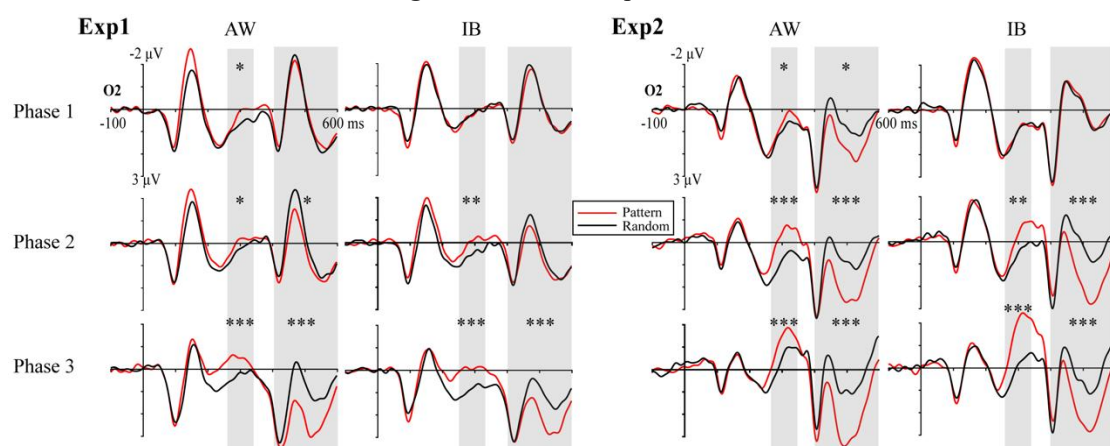 Exp1
AW
IB
Exp2
AW
IB
-2 µV
*
-2 µV
*
*
Phase 1
O2
-100
600 ms
O2
-100
600 ms
3 µV
3 µV
Phase 2
*
*
**
***
***
**
***
Pattern
Random
Phase 3
***
***
***
***
***
***
***
***